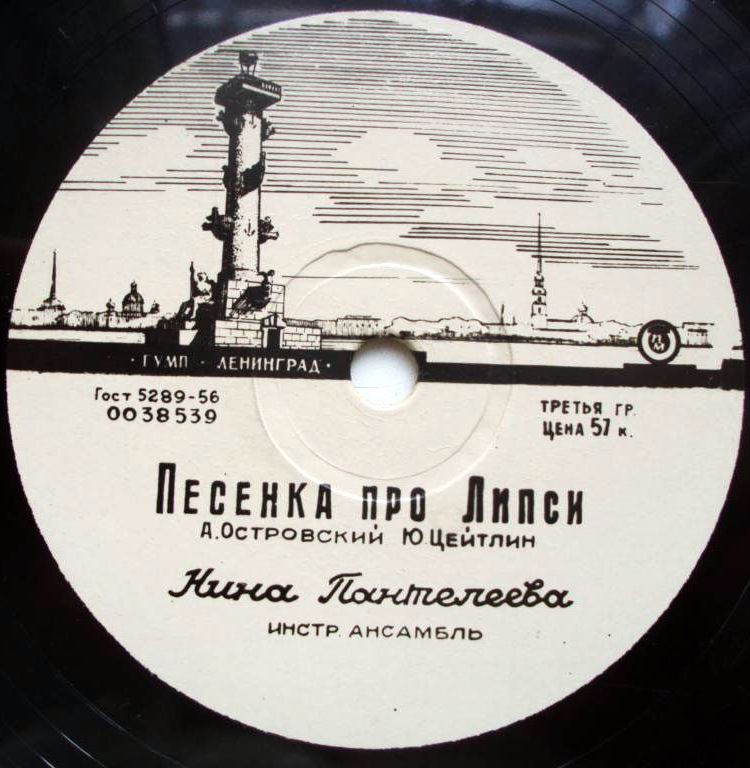 · ГУМП · ЛЕНИНГРАД ·
Гост 5289-56
0038539
ТРЕТЬЯ ГР.
ЦЕНА 57 к.
ПЕСЕНКА ПРО ЛИПСИ
А.ОСТРОВСКИЙ Ю.ЦЕЙТЛИН
Нина Пантелеева
ИНСТР. АНСАМБЛЬ